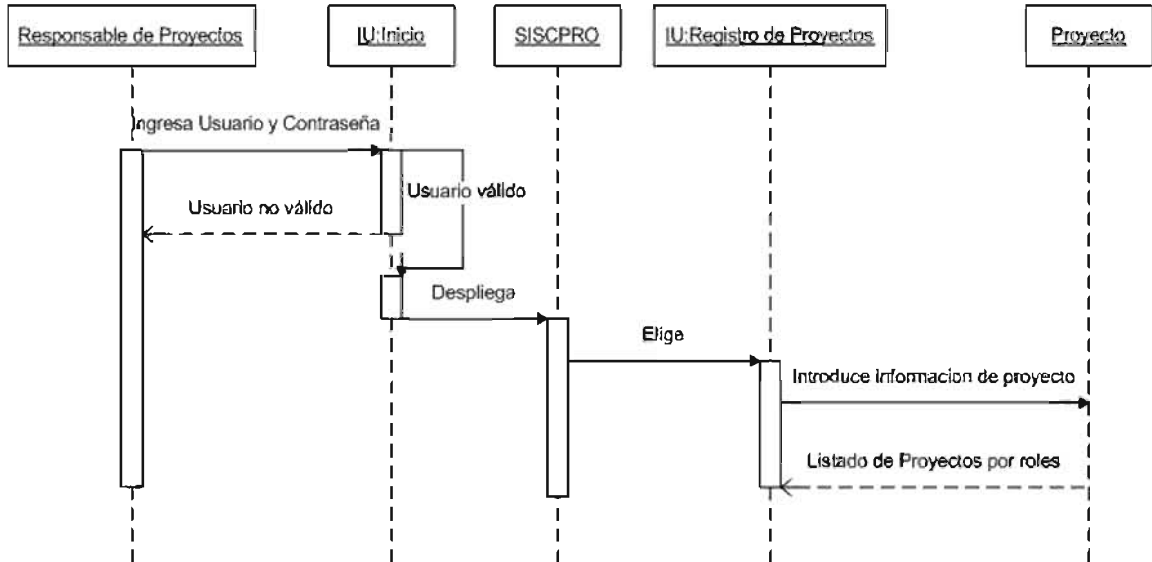 Responsable de Proyectos
IU:Inicio
SISCPRO
IU:Registro de Proyectos
Proyecto
Ingresa Usuario y Contraseña
Usuario válido
Usuario no válido
Despliega
Elige
Introduce informacion de proyecto
Listado de Proyectos por roles